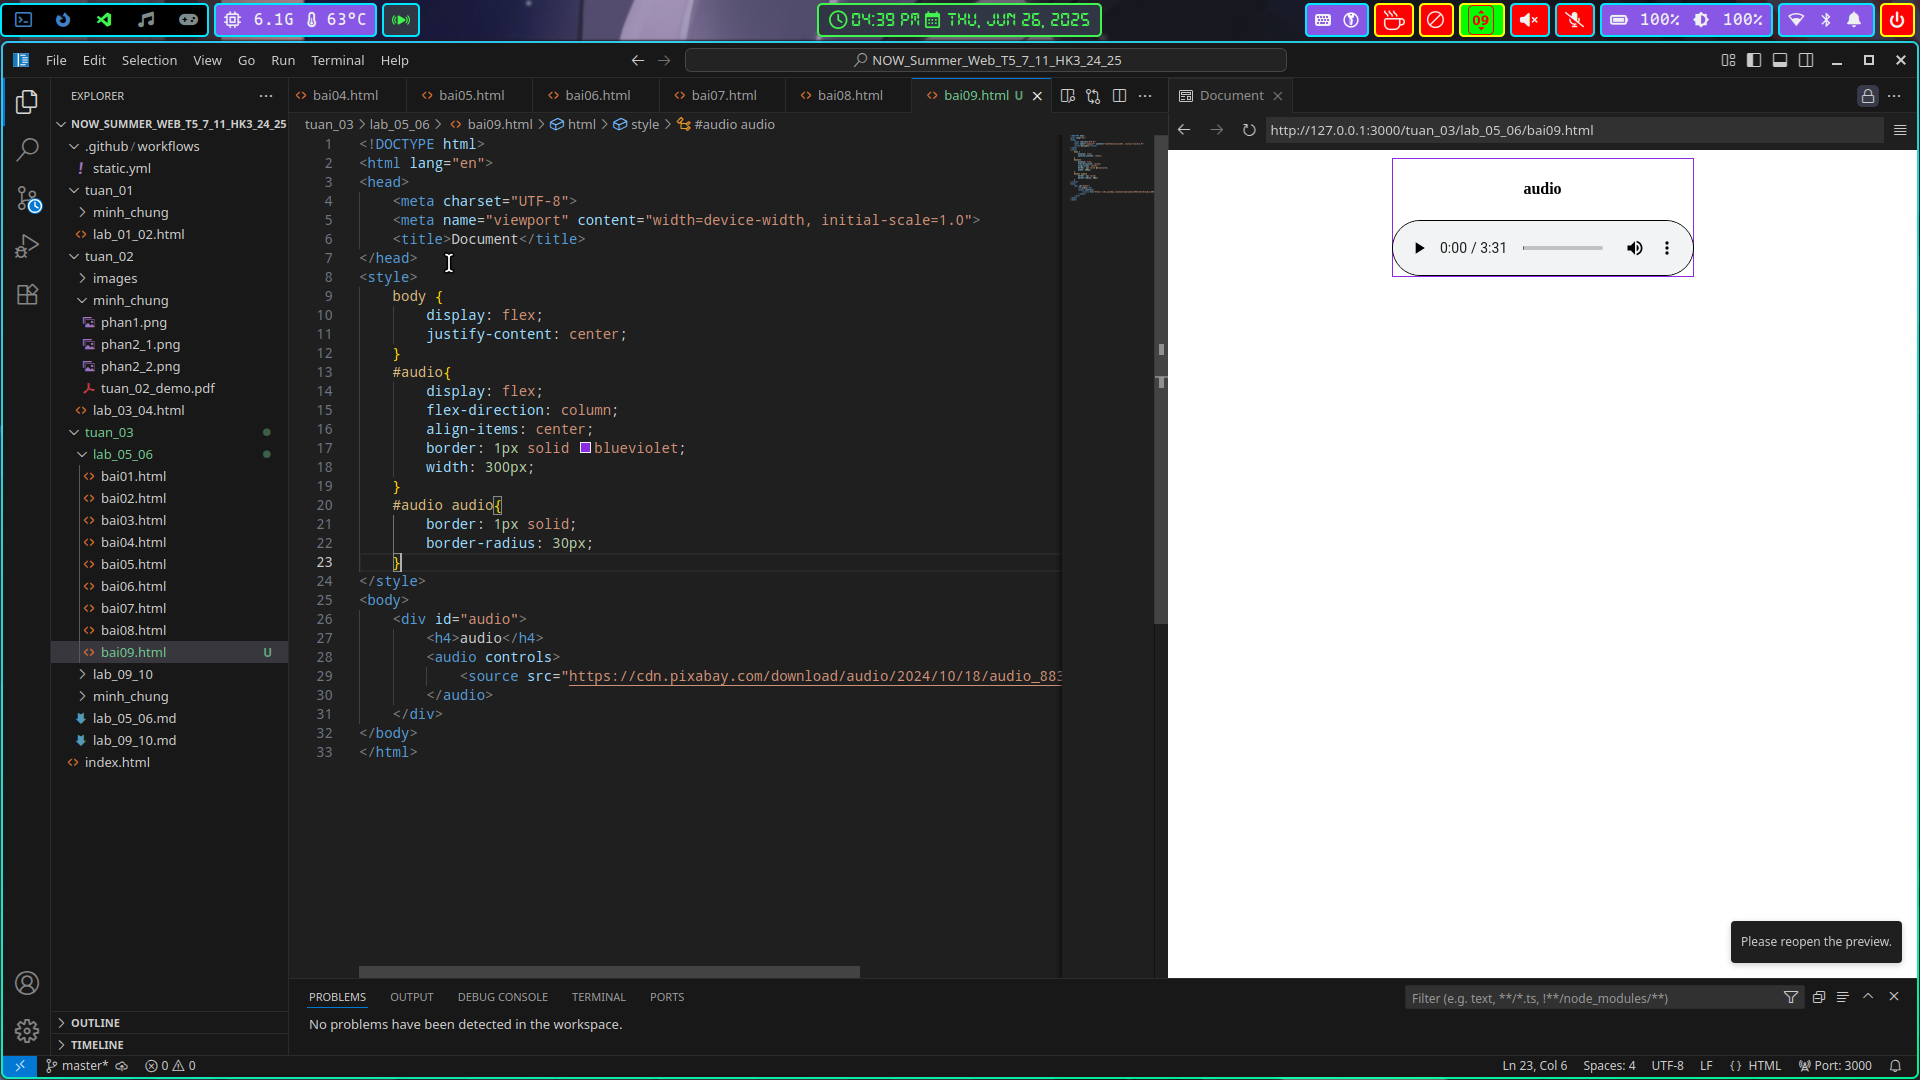 6.1G 63°C
04:39 PM THU, JUN 26, 2025
09
100% 100%
File Edit Selection View Go Run Terminal Help
NOW_Summer_Web_T5_7_11_HK3_24_25
EXPLORER
NOW_SUMMER_WEB_T5_7_11_HK3_24_25
.github/workflows
static.yml
tuan_01
minh_chung
lab_01_02.html
tuan_02
images
minh_chung
phan1.png
phan2_1.png
phan2_2.png
tuan_02_demo.pdf
lab_03_04.html
tuan_03
lab_05_06
bai01.html
bai02.html
bai03.html
bai04.html
bai05.html
bai06.html
bai07.html
bai08.html
bai09.html U
lab_09_10
minh_chung
lab_05_06.md
lab_09_10.md
index.html
OUTLINE
TIMELINE
bai04.html bai05.html bai06.html bai07.html bai08.html bai09.html U
tuan_03 > lab_05_06 > bai09.html > html > style > #audio audio
1 <!DOCTYPE html>
2 <html lang="en">
3 <head>
4 <meta charset="UTF-8">
5 <meta name="viewport" content="width=device-width, initial-scale=1.0">
6 <title>Document</title>
7 </head>
8 <style>
9 body {
10 display: flex;
11 justify-content: center;
12 }
13 #audio{
14 display: flex;
15 flex-direction: column;
16 align-items: center;
17 border: 1px solid blueviolet;
18 width: 300px;
19 }
20 #audio audio{
21 border: 1px solid;
22 border-radius: 30px;
23 }
24 </style>
25 <body>
26 <div id="audio">
27 <h4>audio</h4>
28 <audio controls>
29 <source src="https://cdn.pixabay.com/download/audio/2024/10/18/audio_883
30 </audio>
31 </div>
32 </body>
33 </html>
Document
http://127.0.0.1:3000/tuan_03/lab_05_06/bai09.html
audio
0:00 / 3:31
Please reopen the preview.
PROBLEMS OUTPUT DEBUG CONSOLE TERMINAL PORTS
Filter (e.g. text, **/*.ts, !**/node_modules/**)
No problems have been detected in the workspace.
master* 0 0
Ln 23, Col 6 Spaces: 4 UTF-8 LF {} HTML Port: 3000